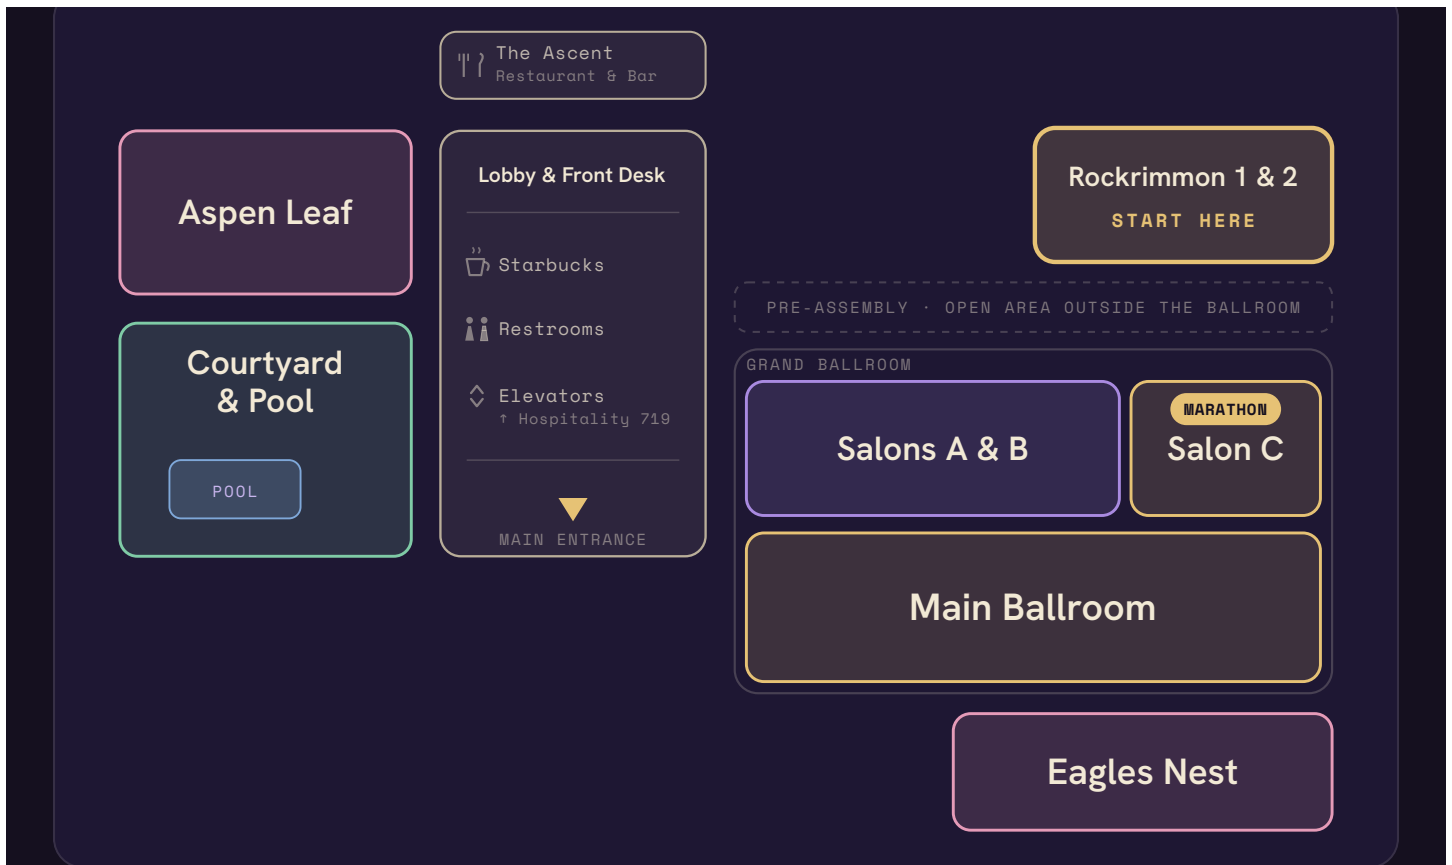 The Ascent
Restaurant & Bar
Aspen Leaf
Courtyard
& Pool
POOL
Lobby & Front Desk
Starbucks
Restrooms
Elevators
↑ Hospitality 719
MAIN ENTRANCE
Rockrimmon 1 & 2
START HERE
PRE-ASSEMBLY · OPEN AREA OUTSIDE THE BALLROOM
GRAND BALLROOM
Salons A & B
MARATHON
Salon C
Main Ballroom
Eagles Nest